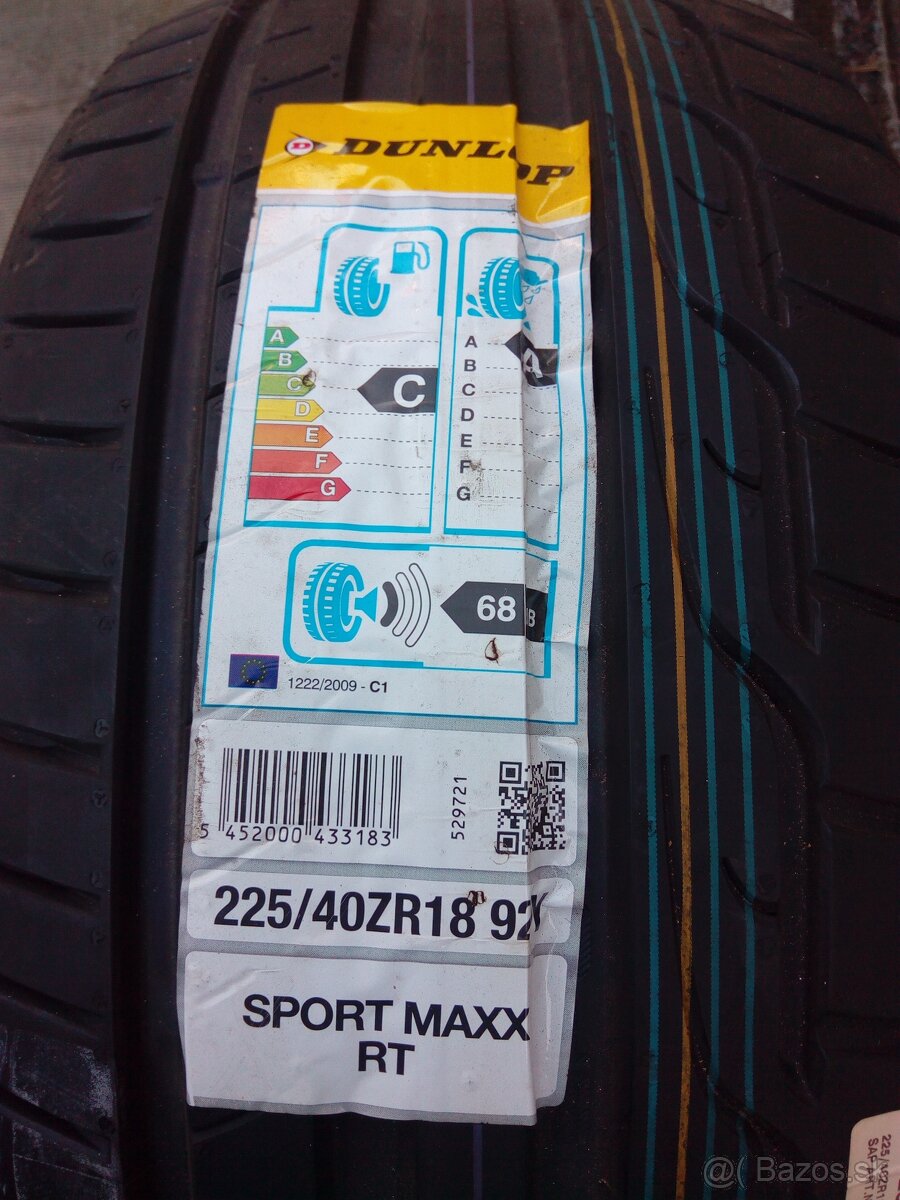 DUNLOP
A
B
C
D
E
F
G
C
A
B
C
D
E
F
G
A
68
1222/2009 - C1
5 452000 433183
529721
225/40ZR18 92
SPORT MAXX
RT
@( Bazos.sk